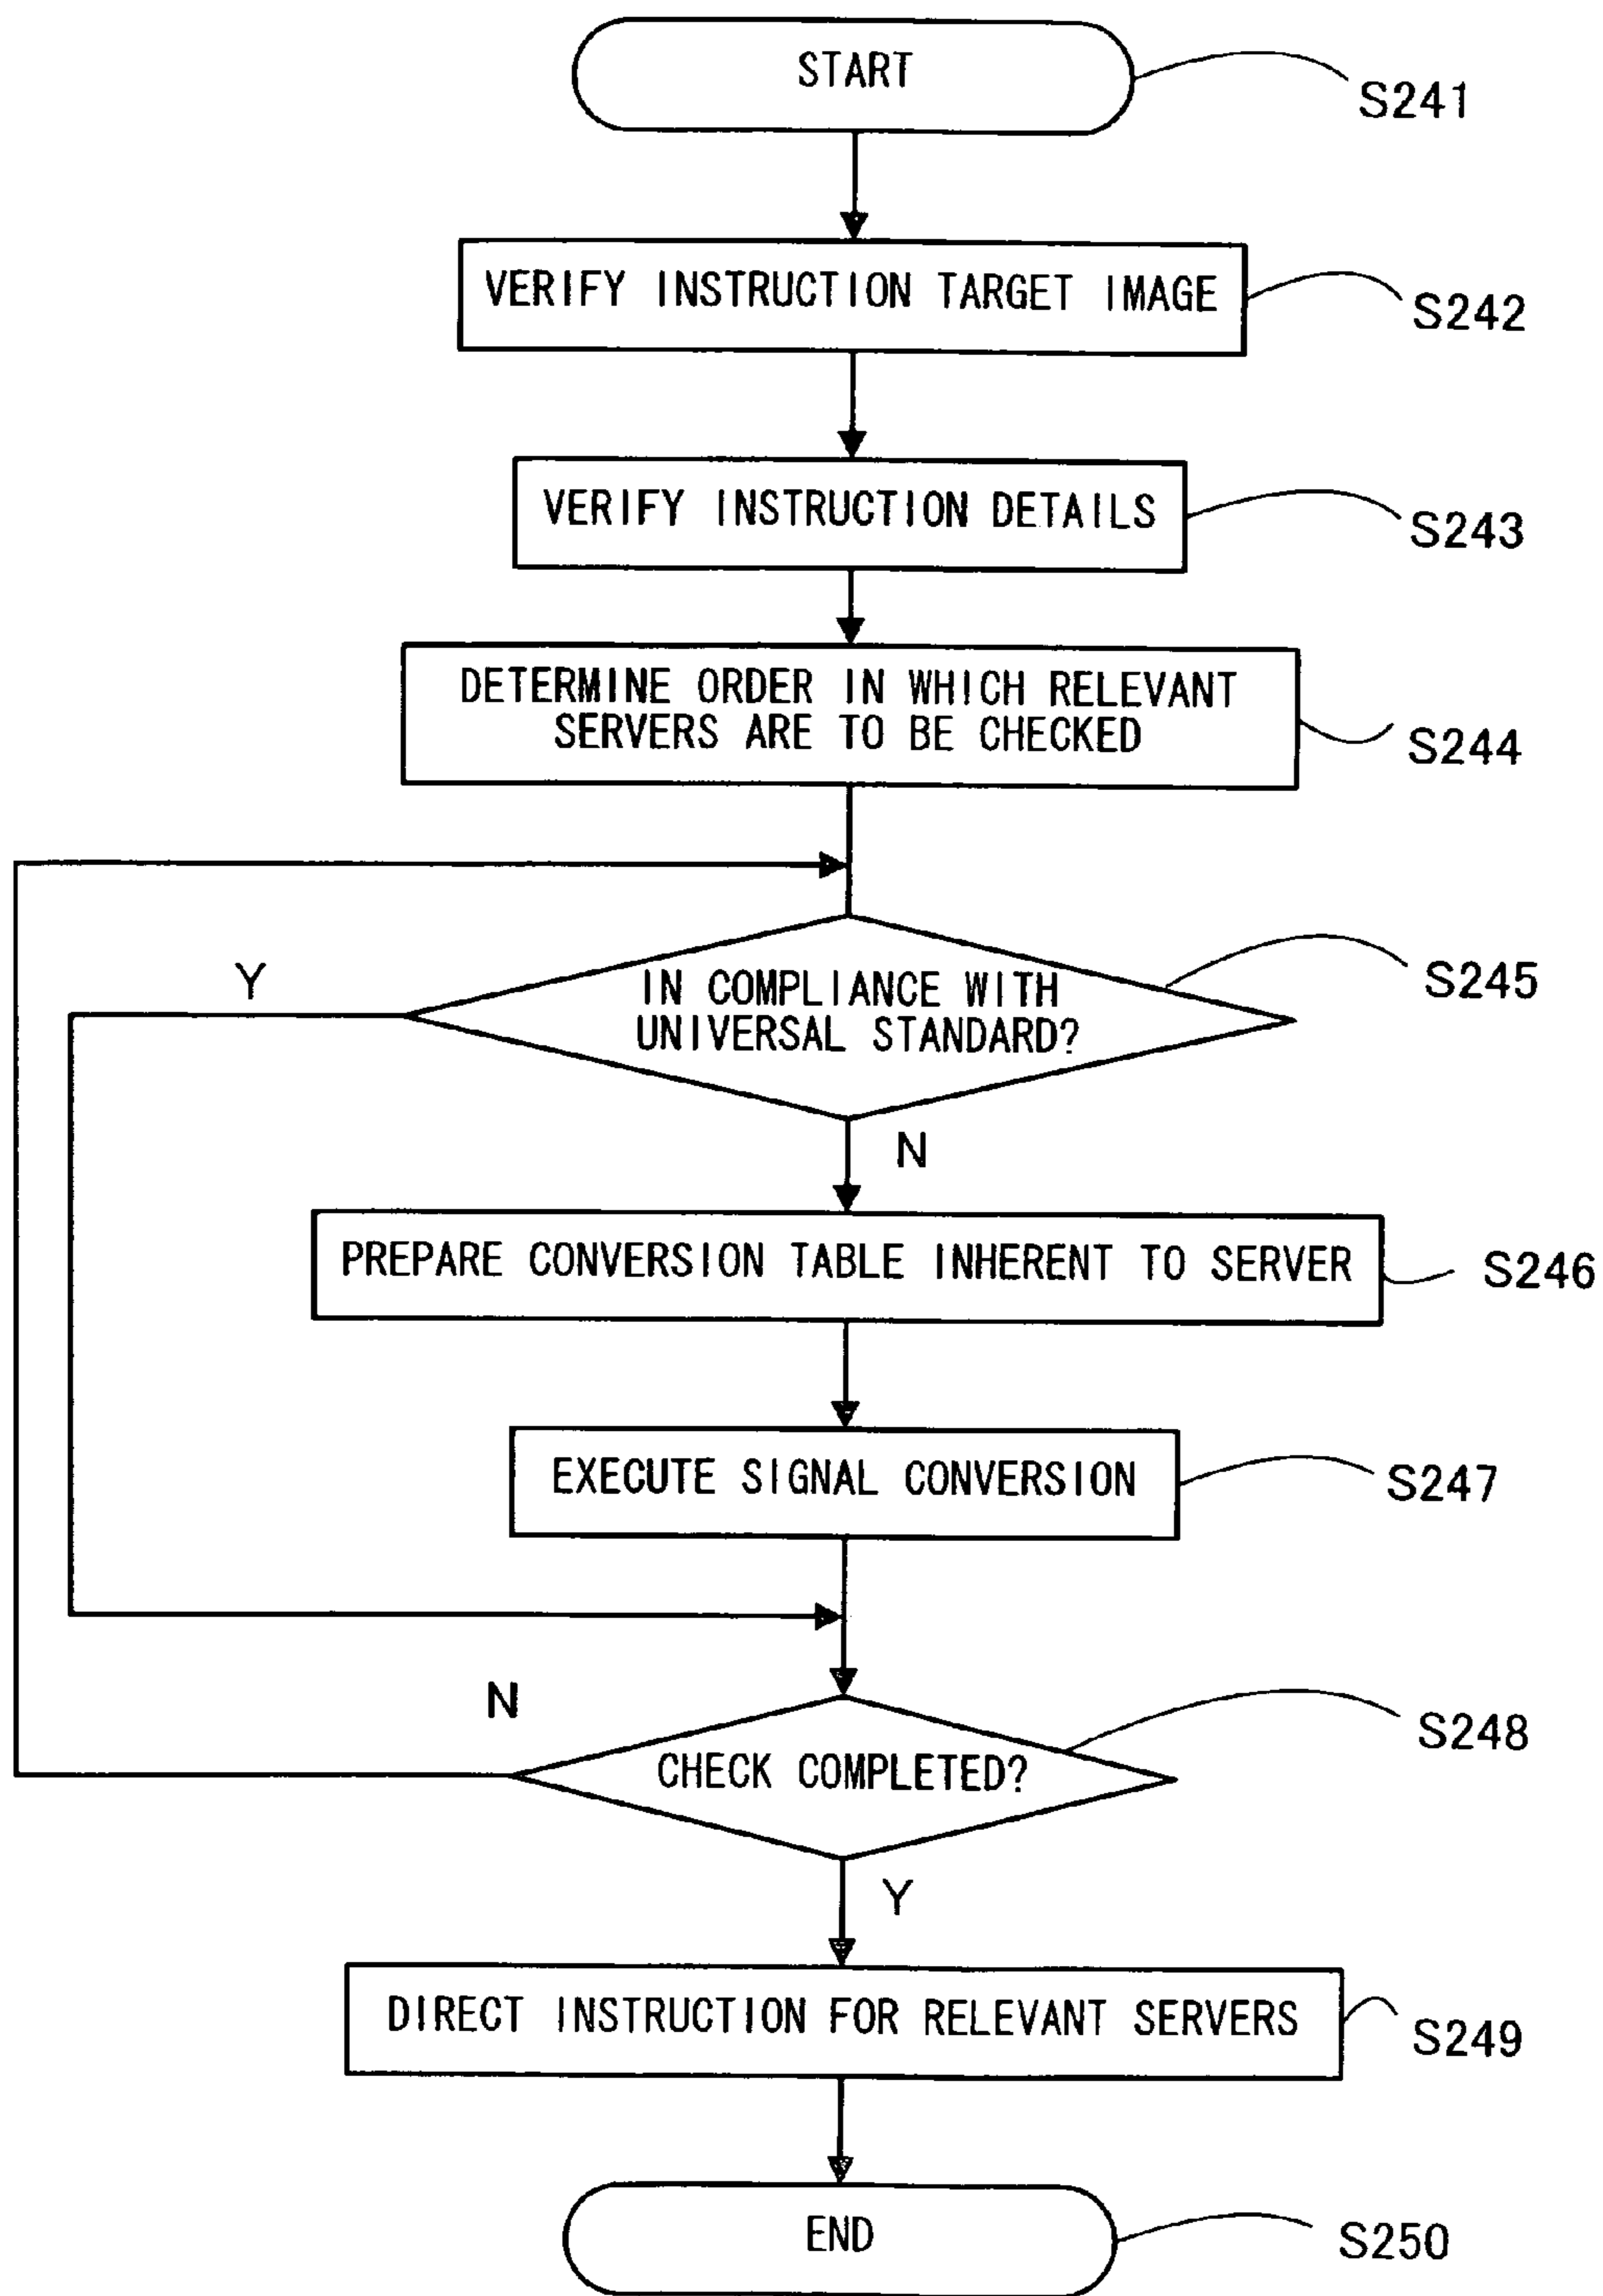 START
S241
VERIFY INSTRUCTION TARGET IMAGE
S242
VERIFY INSTRUCTION DETAILS
S243
DETERMINE ORDER IN WHICH RELEVANT
SERVERS ARE TO BE CHECKED
S244
Y
IN COMPLIANCE WITH
UNIVERSAL STANDARD?
S245
N
PREPARE CONVERSION TABLE INHERENT TO SERVER
S246
EXECUTE SIGNAL CONVERSION
S247
N
CHECK COMPLETED?
S248
Y
DIRECT INSTRUCTION FOR RELEVANT SERVERS
S249
END
S250